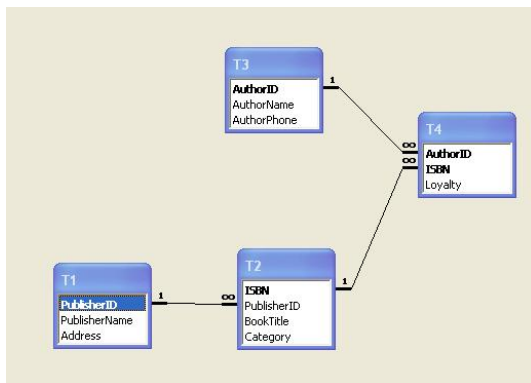 T3
AuthorID
AuthorName
AuthorPhone
1
T4
AuthorID
ISBN
Loyalty
∞
∞
T1
PublisherID
PublisherName
Address
1
∞
T2
ISBN
PublisherID
BookTitle
Category
1